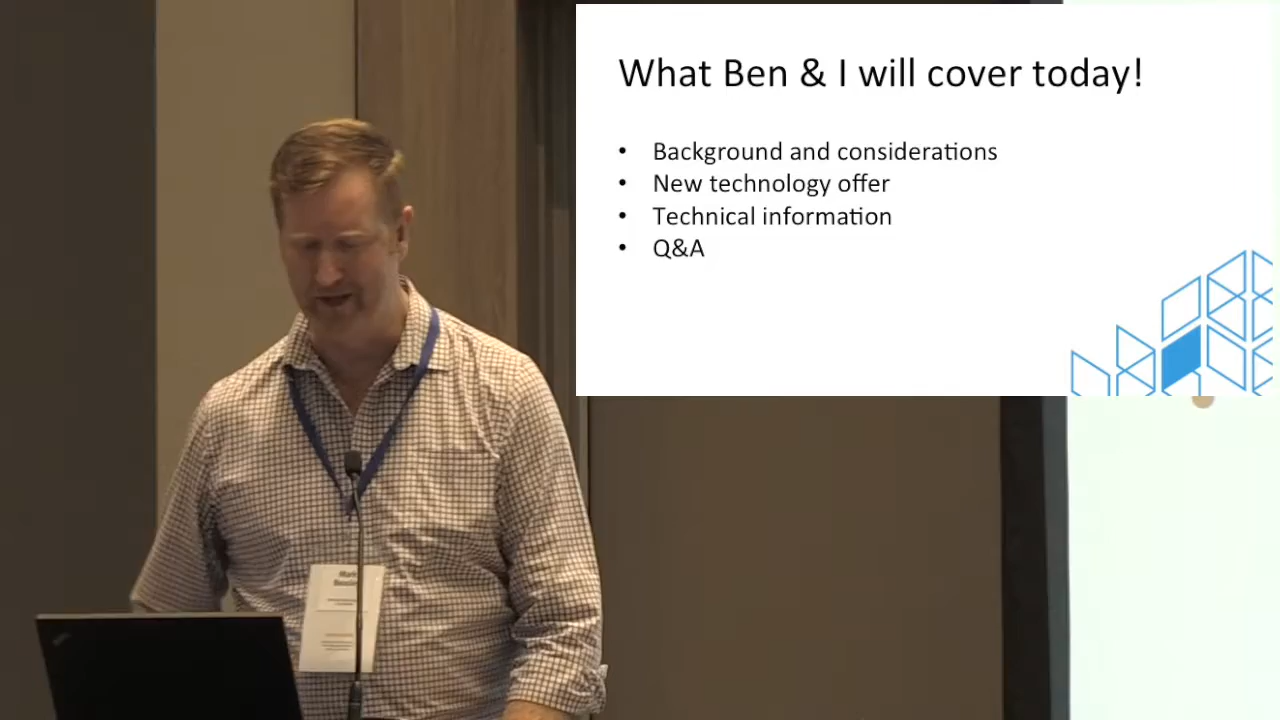 What Ben & I will cover today!
• Background and considerations
• New technology offer
• Technical information
• Q&A